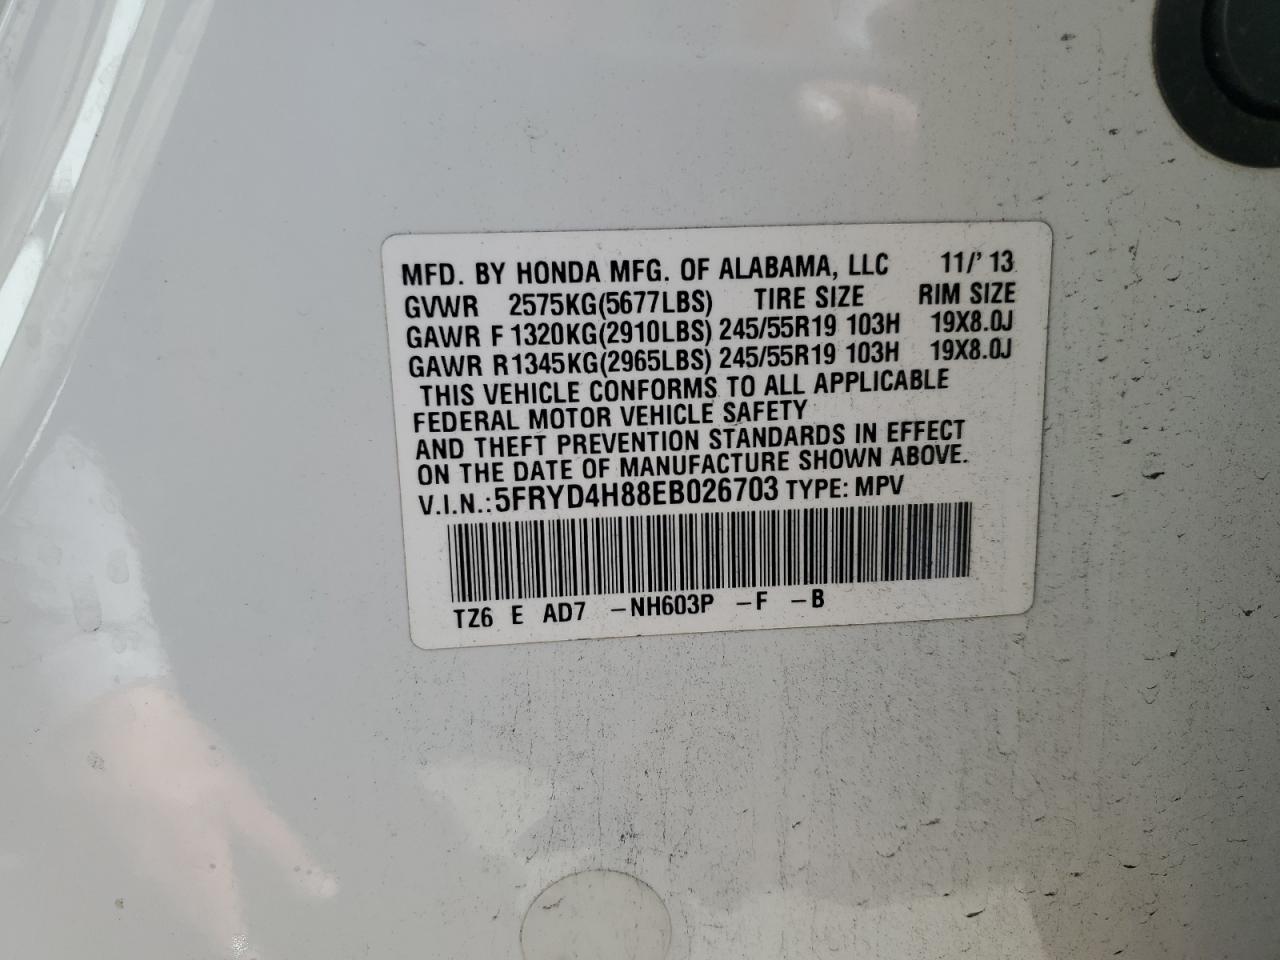 MFD. BY HONDA MFG. OF ALABAMA, LLC 11/' 13
GVWR 2575KG(5677LBS) TIRE SIZE RIM SIZE
GAWR F 1320KG(2910LBS) 245/55R19 103H 19X8.0J
GAWR R1345KG(2965LBS) 245/55R19 103H 19X8.0J
THIS VEHICLE CONFORMS TO ALL APPLICABLE
FEDERAL MOTOR VEHICLE SAFETY
AND THEFT PREVENTION STANDARDS IN EFFECT
ON THE DATE OF MANUFACTURE SHOWN ABOVE.
V.I.N.:5FRYD4H88EB026703 TYPE: MPV
TZ6 E AD7 -NH603P -F -B